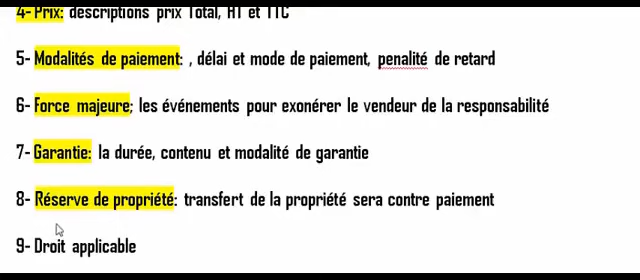 4- Prix: descriptions prix Total, HT et TTC
5- Modalités de paiement: , délai et mode de paiement, penalité de retard
6- Force majeure; les événements pour exonérer le vendeur de la responsabilité
7- Garantie: la durée, contenu et modalité de garantie
8- Réserve de propriété: transfert de la propriété sera contre paiement
9- Droit applicable